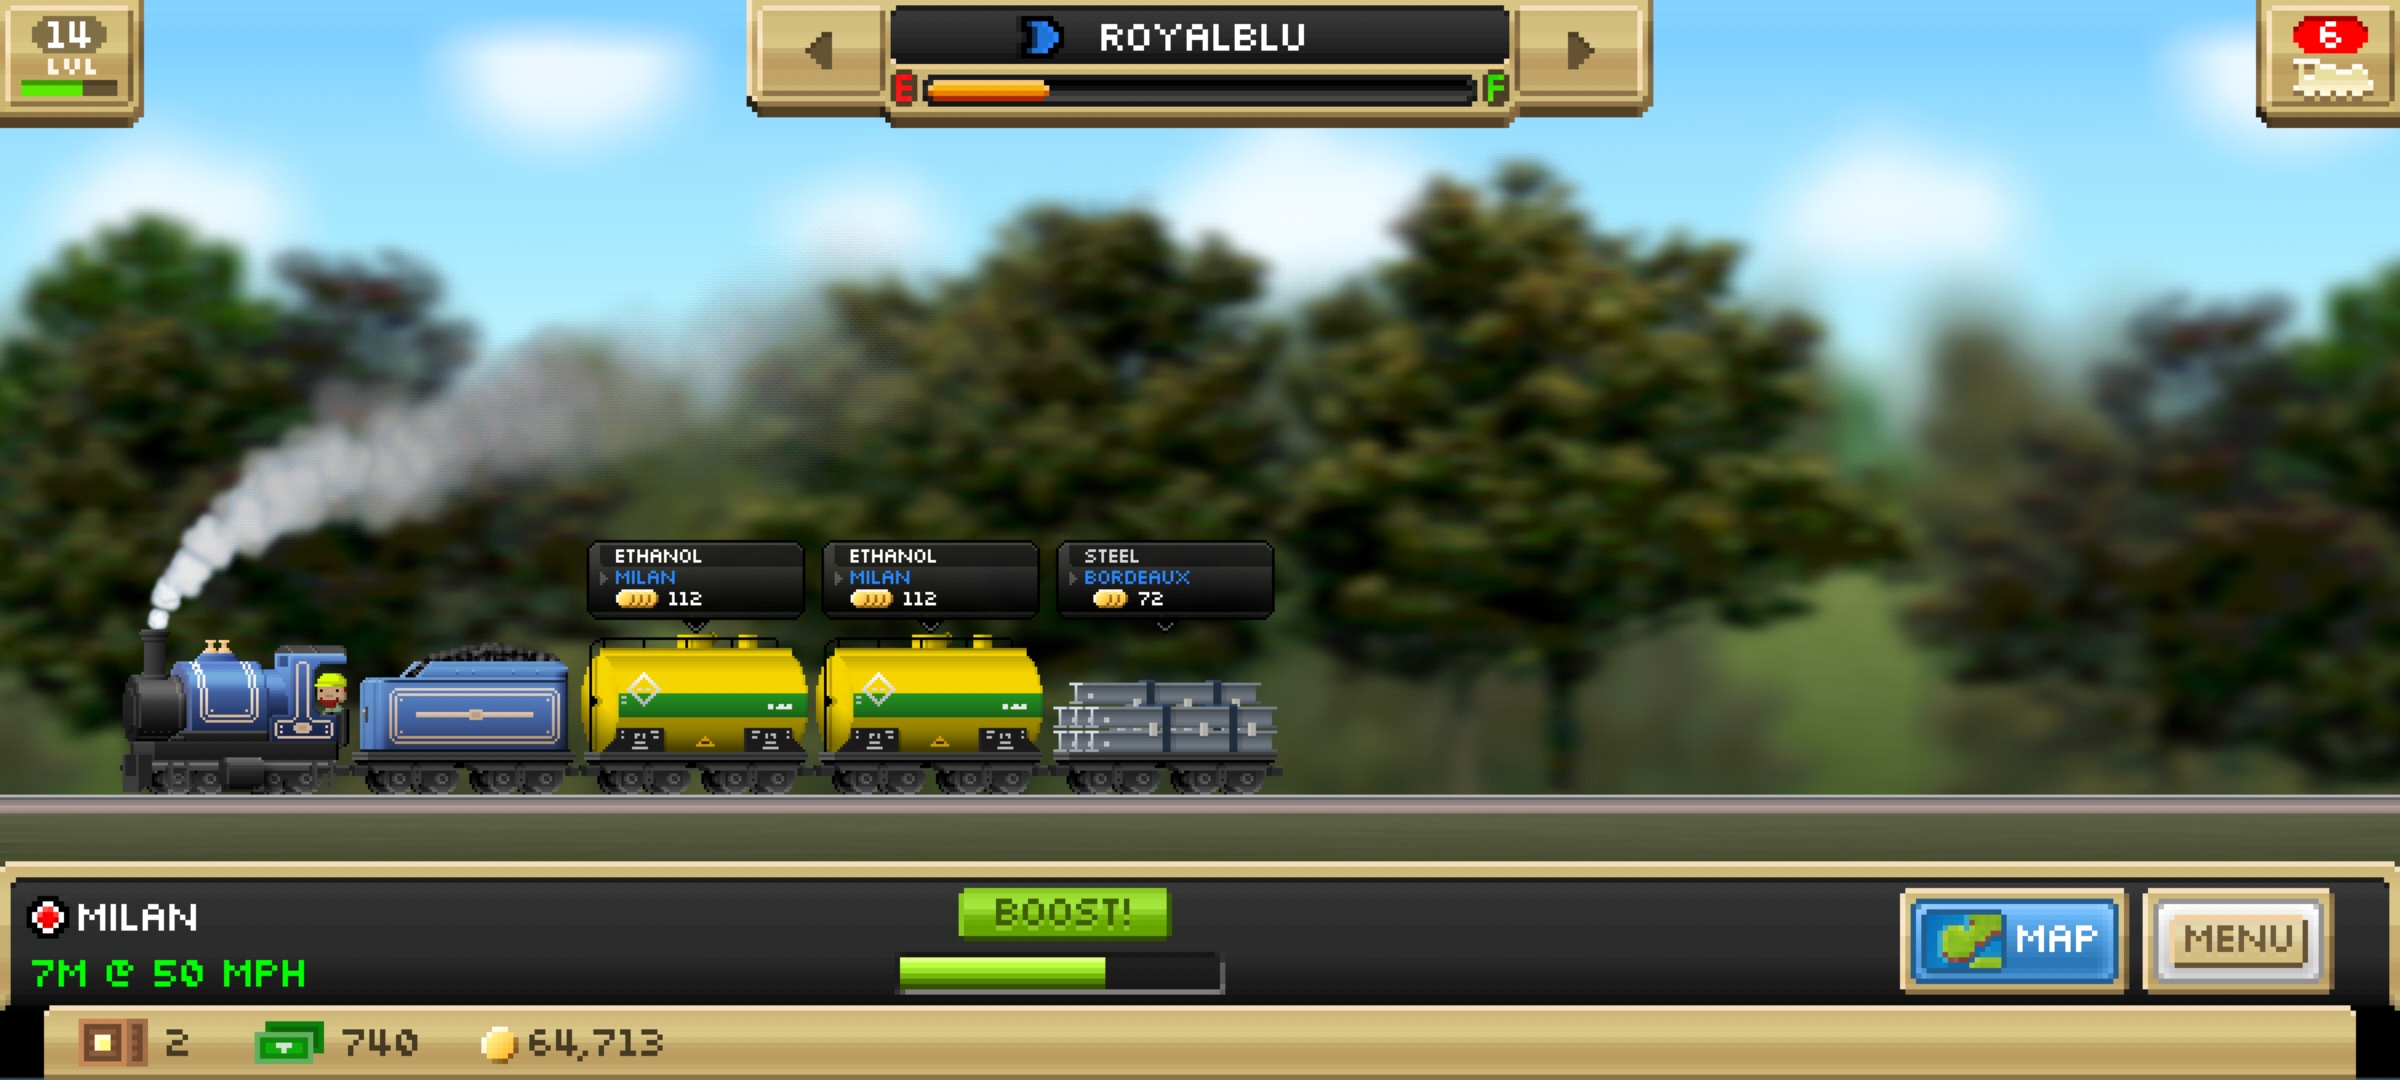 14
LVL
ROYALBLU
E F
6
ETHANOL
MILAN
112
ETHANOL
MILAN
112
STEEL
BORDEAUX
72
MILAN
7M @ 50 MPH
BOOST!
MAP
MENU
2
740
64,713